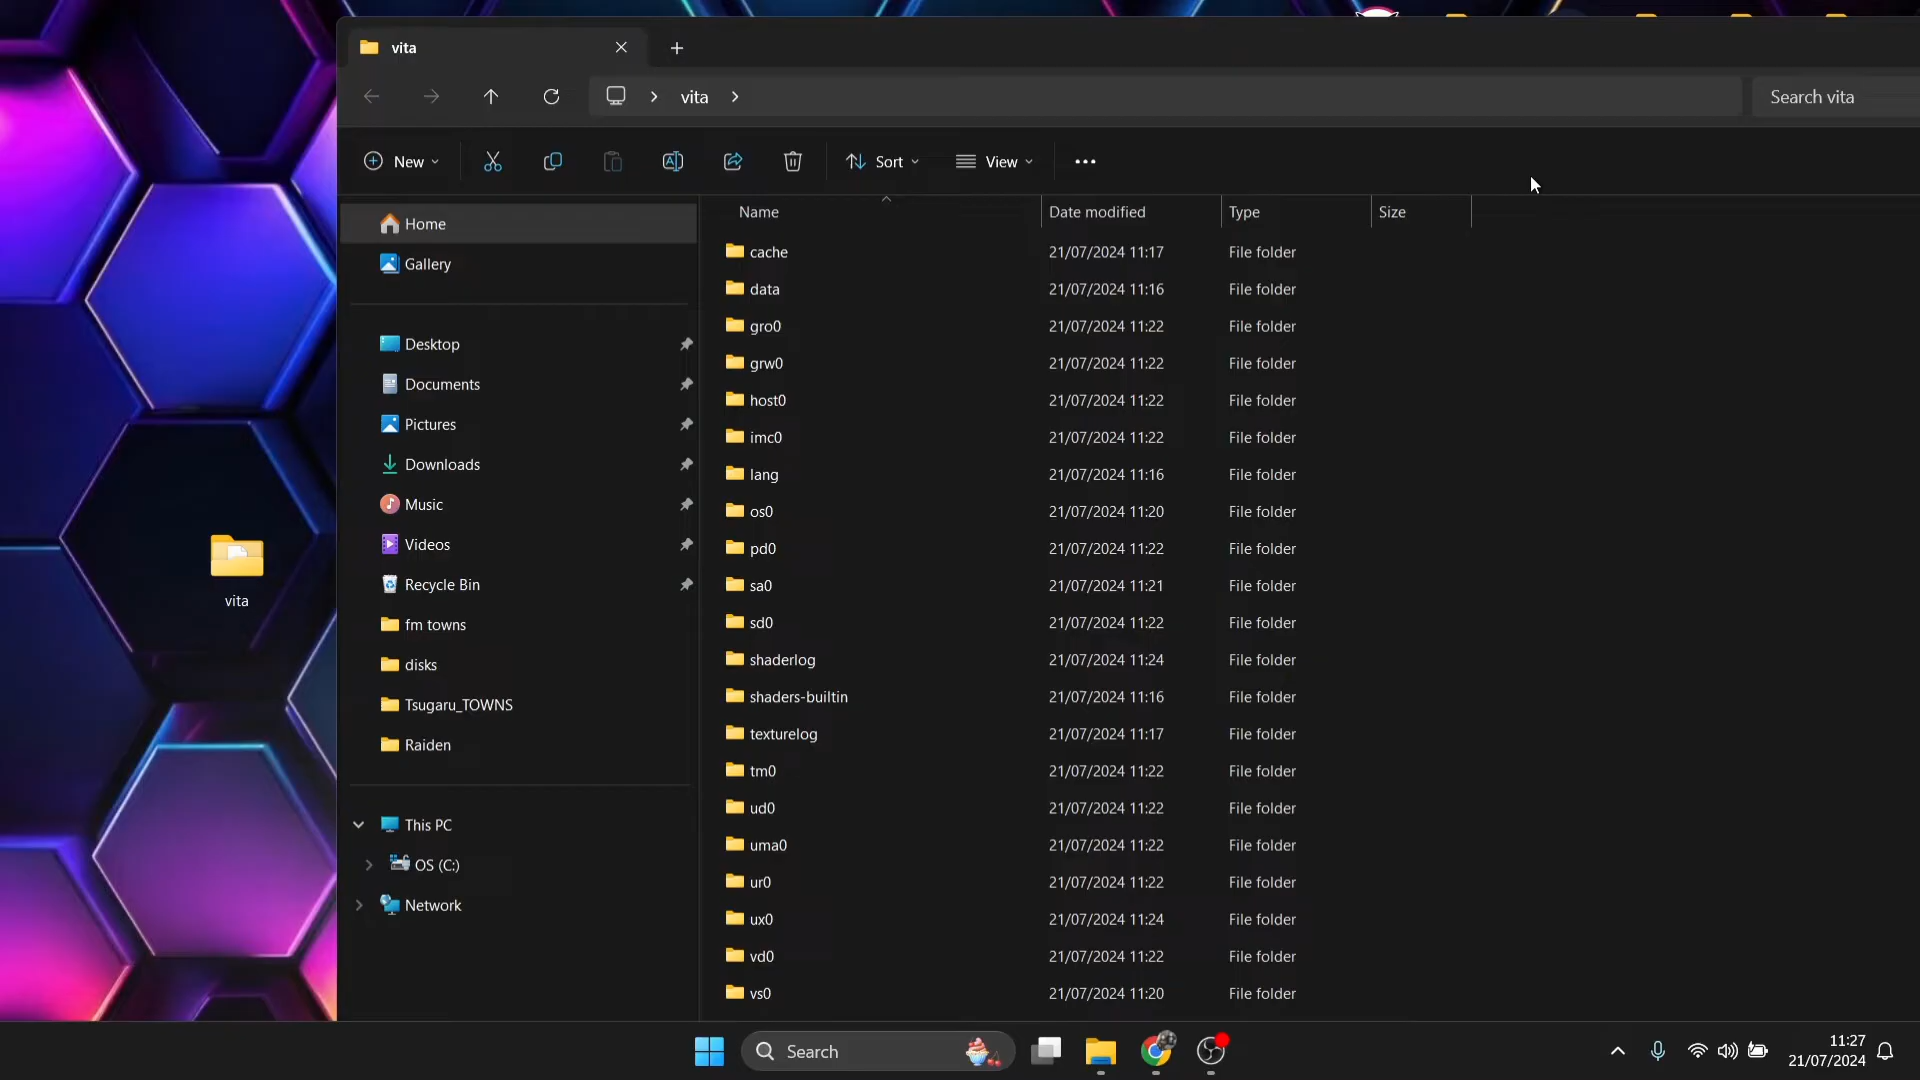 vita
vita
Search vita
New
Sort
View
Name Date modified Type Size
Home
Gallery
Desktop
Documents
Pictures
Downloads
Music
Videos
Recycle Bin
fm towns
disks
Tsugaru_TOWNS
Raiden
This PC
OS (C:)
Network
cache 21/07/2024 11:17 File folder
data 21/07/2024 11:16 File folder
gro0 21/07/2024 11:22 File folder
grw0 21/07/2024 11:22 File folder
host0 21/07/2024 11:22 File folder
imc0 21/07/2024 11:22 File folder
lang 21/07/2024 11:16 File folder
os0 21/07/2024 11:20 File folder
pd0 21/07/2024 11:22 File folder
sa0 21/07/2024 11:21 File folder
sd0 21/07/2024 11:22 File folder
shaderlog 21/07/2024 11:24 File folder
shaders-builtin 21/07/2024 11:16 File folder
texturelog 21/07/2024 11:17 File folder
tm0 21/07/2024 11:22 File folder
ud0 21/07/2024 11:22 File folder
uma0 21/07/2024 11:22 File folder
ur0 21/07/2024 11:22 File folder
ux0 21/07/2024 11:24 File folder
vd0 21/07/2024 11:22 File folder
vs0 21/07/2024 11:20 File folder
vita
Search
11:27
21/07/2024